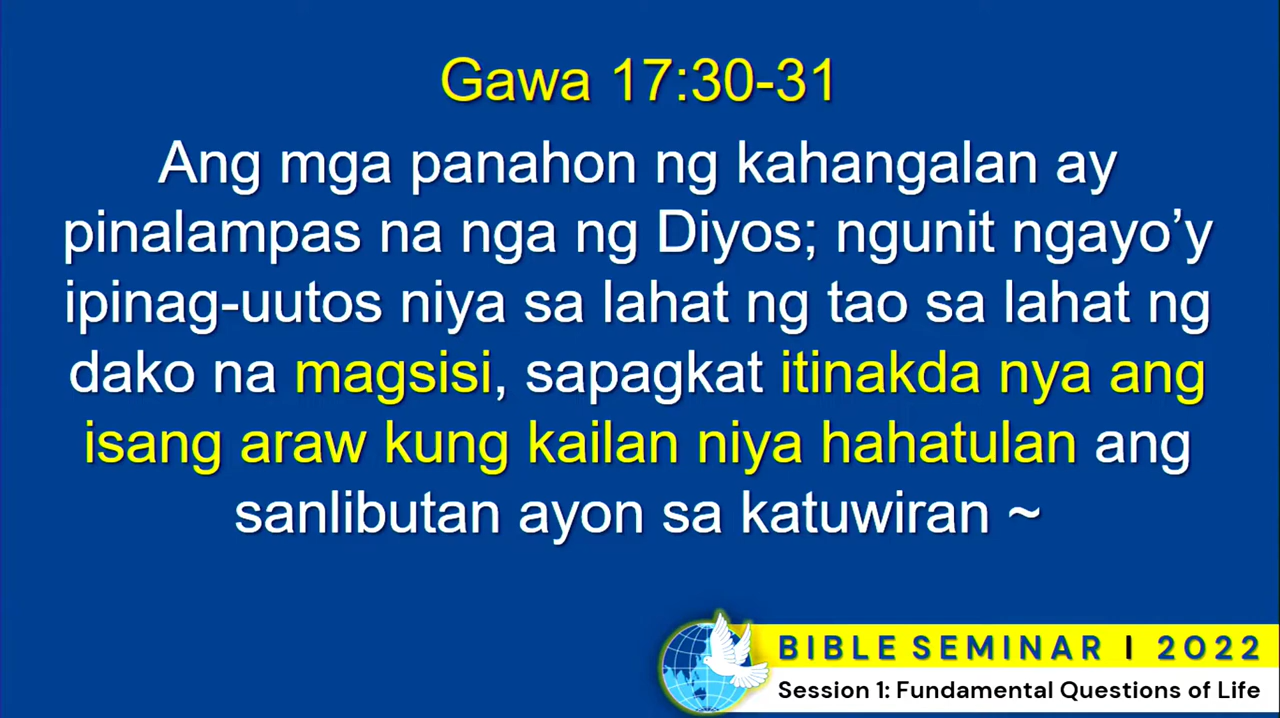 Gawa 17:30-31
Ang mga panahon ng kahangalan ay
pinalampas na nga ng Diyos; ngunit ngayo’y
ipinag-uutos niya sa lahat ng tao sa lahat ng
dako na magsisi, sapagkat itinakda nya ang
isang araw kung kailan niya hahatulan ang
sanlibutan ayon sa katuwiran ~
BIBLE SEMINAR | 2022
Session 1: Fundamental Questions of Life